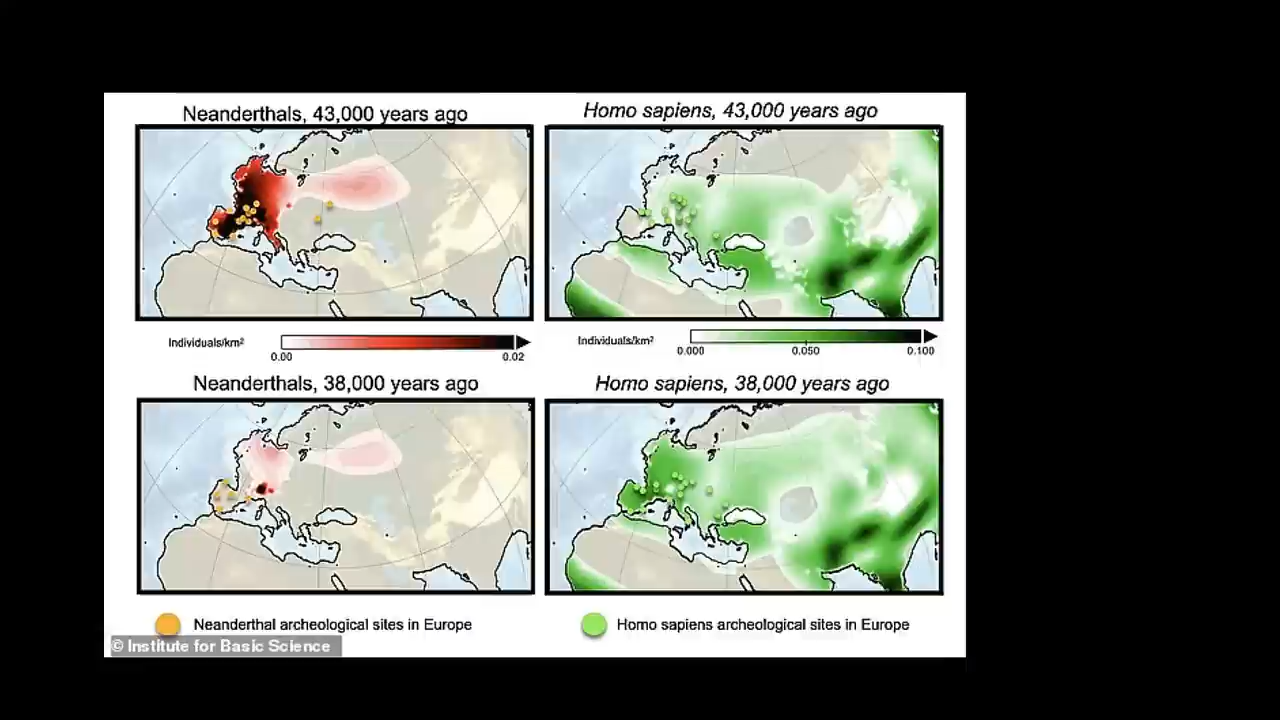 Neanderthals, 43,000 years ago
Homo sapiens, 43,000 years ago
Individuals/km²
0.00
0.02
Individuals/km²
0.000
0.050
0.100
Neanderthals, 38,000 years ago
Homo sapiens, 38,000 years ago
Neanderthal archeological sites in Europe
Homo sapiens archeological sites in Europe
© Institute for Basic Science